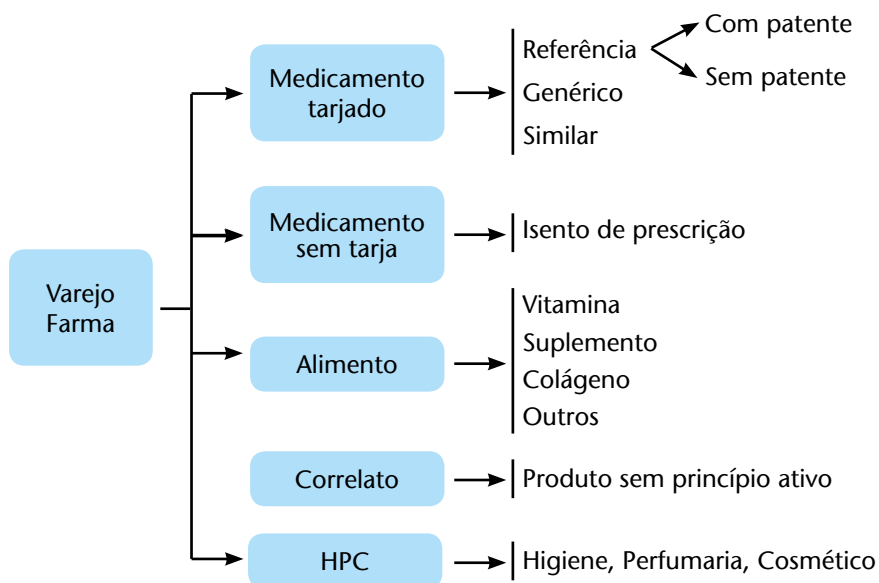 Varejo
Farma
Medicamento
tarjado
Referência
Com patente
Sem patente
Genérico
Similar
Medicamento
sem tarja
Isento de prescrição
Alimento
Vitamina
Suplemento
Colágeno
Outros
Correlato
Produto sem princípio ativo
HPC
Higiene, Perfumaria, Cosmético